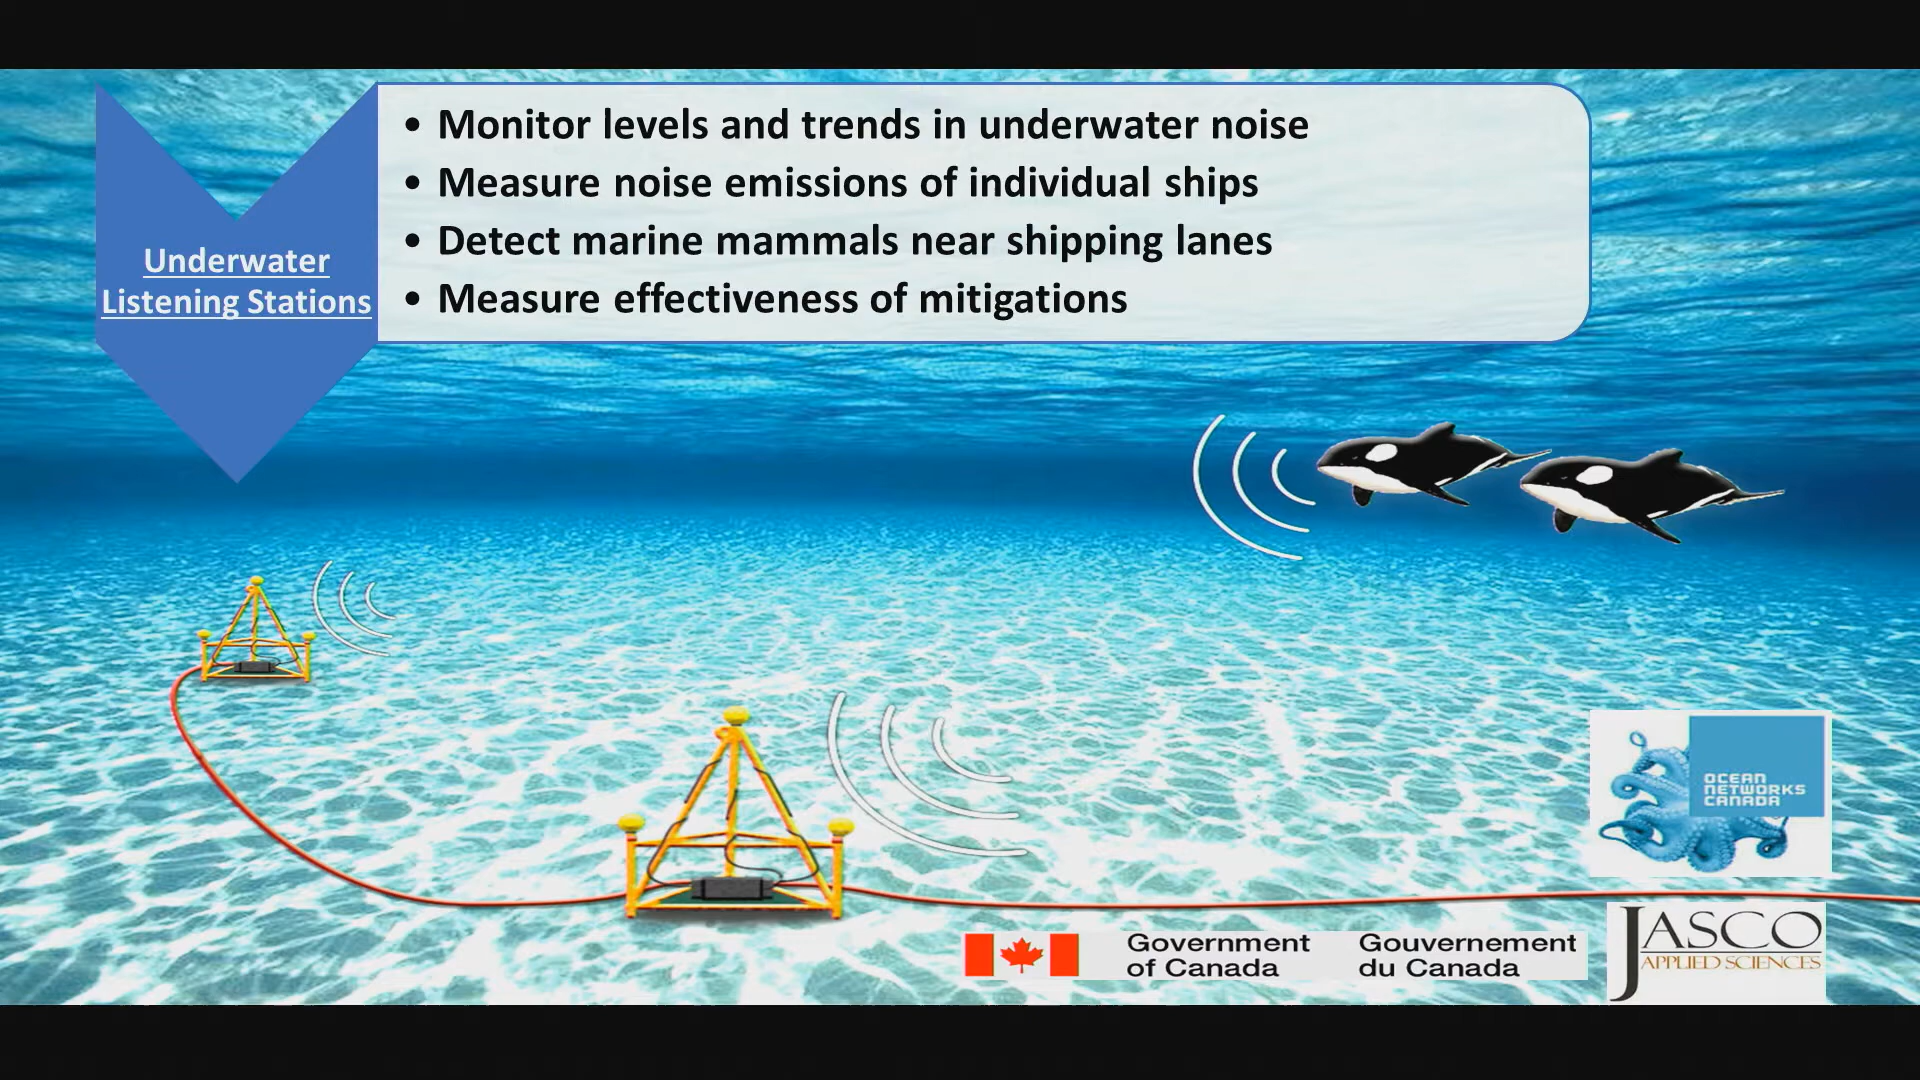 Underwater
Listening Stations
• Monitor levels and trends in underwater noise
• Measure noise emissions of individual ships
• Detect marine mammals near shipping lanes
• Measure effectiveness of mitigations
OCEAN
NETWORKS
CANADA
Government
of Canada
Gouvernement
du Canada
JASCO
APPLIED SCIENCES